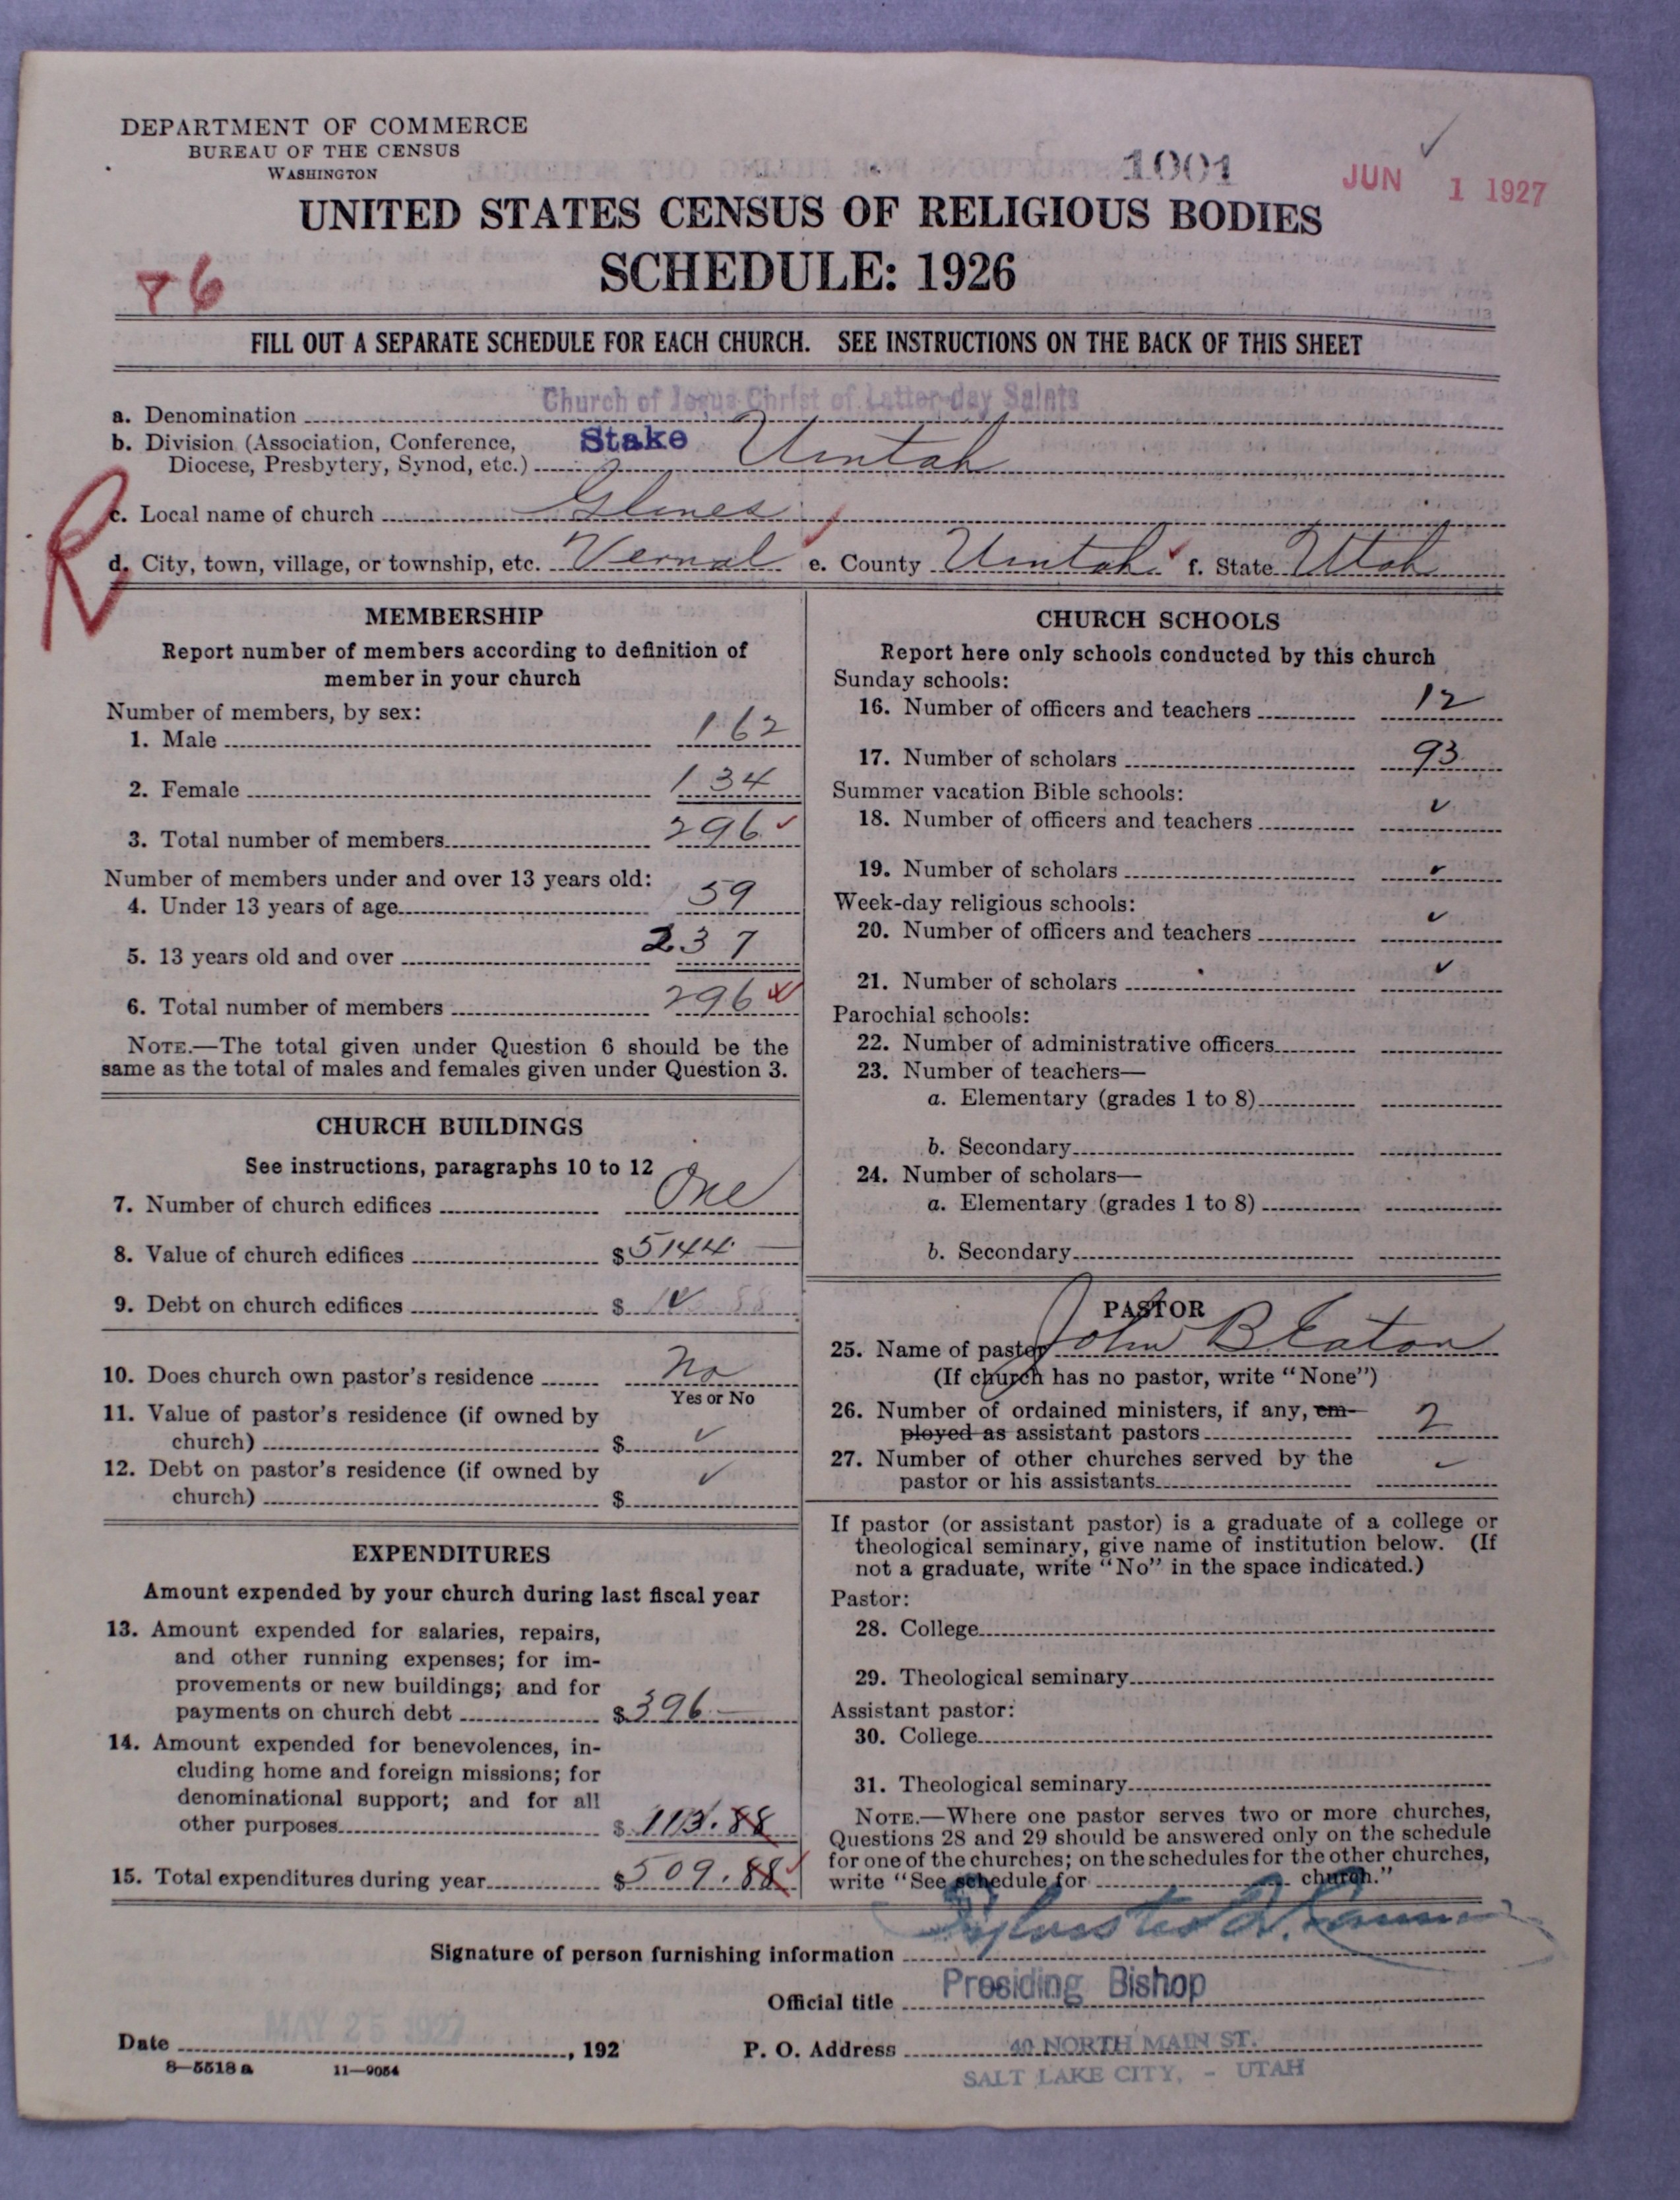 DEPARTMENT OF COMMERCE
BUREAU OF THE CENSUS
WASHINGTON
1001
JUN 1 1927
UNITED STATES CENSUS OF RELIGIOUS BODIES
SCHEDULE: 1926
86
FILL OUT A SEPARATE SCHEDULE FOR EACH CHURCH. SEE INSTRUCTIONS ON THE BACK OF THIS SHEET
a. Denomination Church of Jesus Christ of Latter-day Saints
b. Division (Association, Conference, Diocese, Presbytery, Synod, etc.) Stake Uintah
R
c. Local name of church Glines
d. City, town, village, or township, etc. Vernal e. County Uintah f. State Utah
MEMBERSHIP
Report number of members according to definition of
member in your church
Number of members, by sex:
1. Male 162
2. Female 134
3. Total number of members 296
Number of members under and over 13 years old:
4. Under 13 years of age 59
5. 13 years old and over 237
6. Total number of members 296
NOTE.—The total given under Question 6 should be the
same as the total of males and females given under Question 3.
CHURCH BUILDINGS
See instructions, paragraphs 10 to 12
7. Number of church edifices One
8. Value of church edifices $5144
9. Debt on church edifices $ ✓
10. Does church own pastor's residence No
Yes or No
11. Value of pastor's residence (if owned by
church) $ ✓
12. Debt on pastor's residence (if owned by
church) $ ✓
EXPENDITURES
Amount expended by your church during last fiscal year
13. Amount expended for salaries, repairs,
and other running expenses; for im-
provements or new buildings; and for
payments on church debt $396
14. Amount expended for benevolences, in-
cluding home and foreign missions; for
denominational support; and for all
other purposes $113.88
15. Total expenditures during year $509.88
CHURCH SCHOOLS
Report here only schools conducted by this church
Sunday schools:
16. Number of officers and teachers 12
17. Number of scholars 93
Summer vacation Bible schools:
18. Number of officers and teachers ✓
19. Number of scholars ✓
Week-day religious schools:
20. Number of officers and teachers ✓
21. Number of scholars ✓
Parochial schools:
22. Number of administrative officers
23. Number of teachers—
a. Elementary (grades 1 to 8)
b. Secondary
24. Number of scholars—
a. Elementary (grades 1 to 8)
b. Secondary
PASTOR
25. Name of pastor John B. Eaton
(If church has no pastor, write "None")
26. Number of ordained ministers, if any, em-
ployed as assistant pastors 2
27. Number of other churches served by the
pastor or his assistants ✓
If pastor (or assistant pastor) is a graduate of a college or
theological seminary, give name of institution below. (If
not a graduate, write "No" in the space indicated.)
Pastor:
28. College
29. Theological seminary
Assistant pastor:
30. College
31. Theological seminary
NOTE.—Where one pastor serves two or more churches,
Questions 28 and 29 should be answered only on the schedule
for one of the churches; on the schedules for the other churches,
write "See schedule for church."
Signature of person furnishing information Sylvester Q. Cannon
Official title Presiding Bishop
Date MAY 25 1927, 192 P. O. Address 40 NORTH MAIN ST.
SALT LAKE CITY, - UTAH
8—5518 a 11—9054